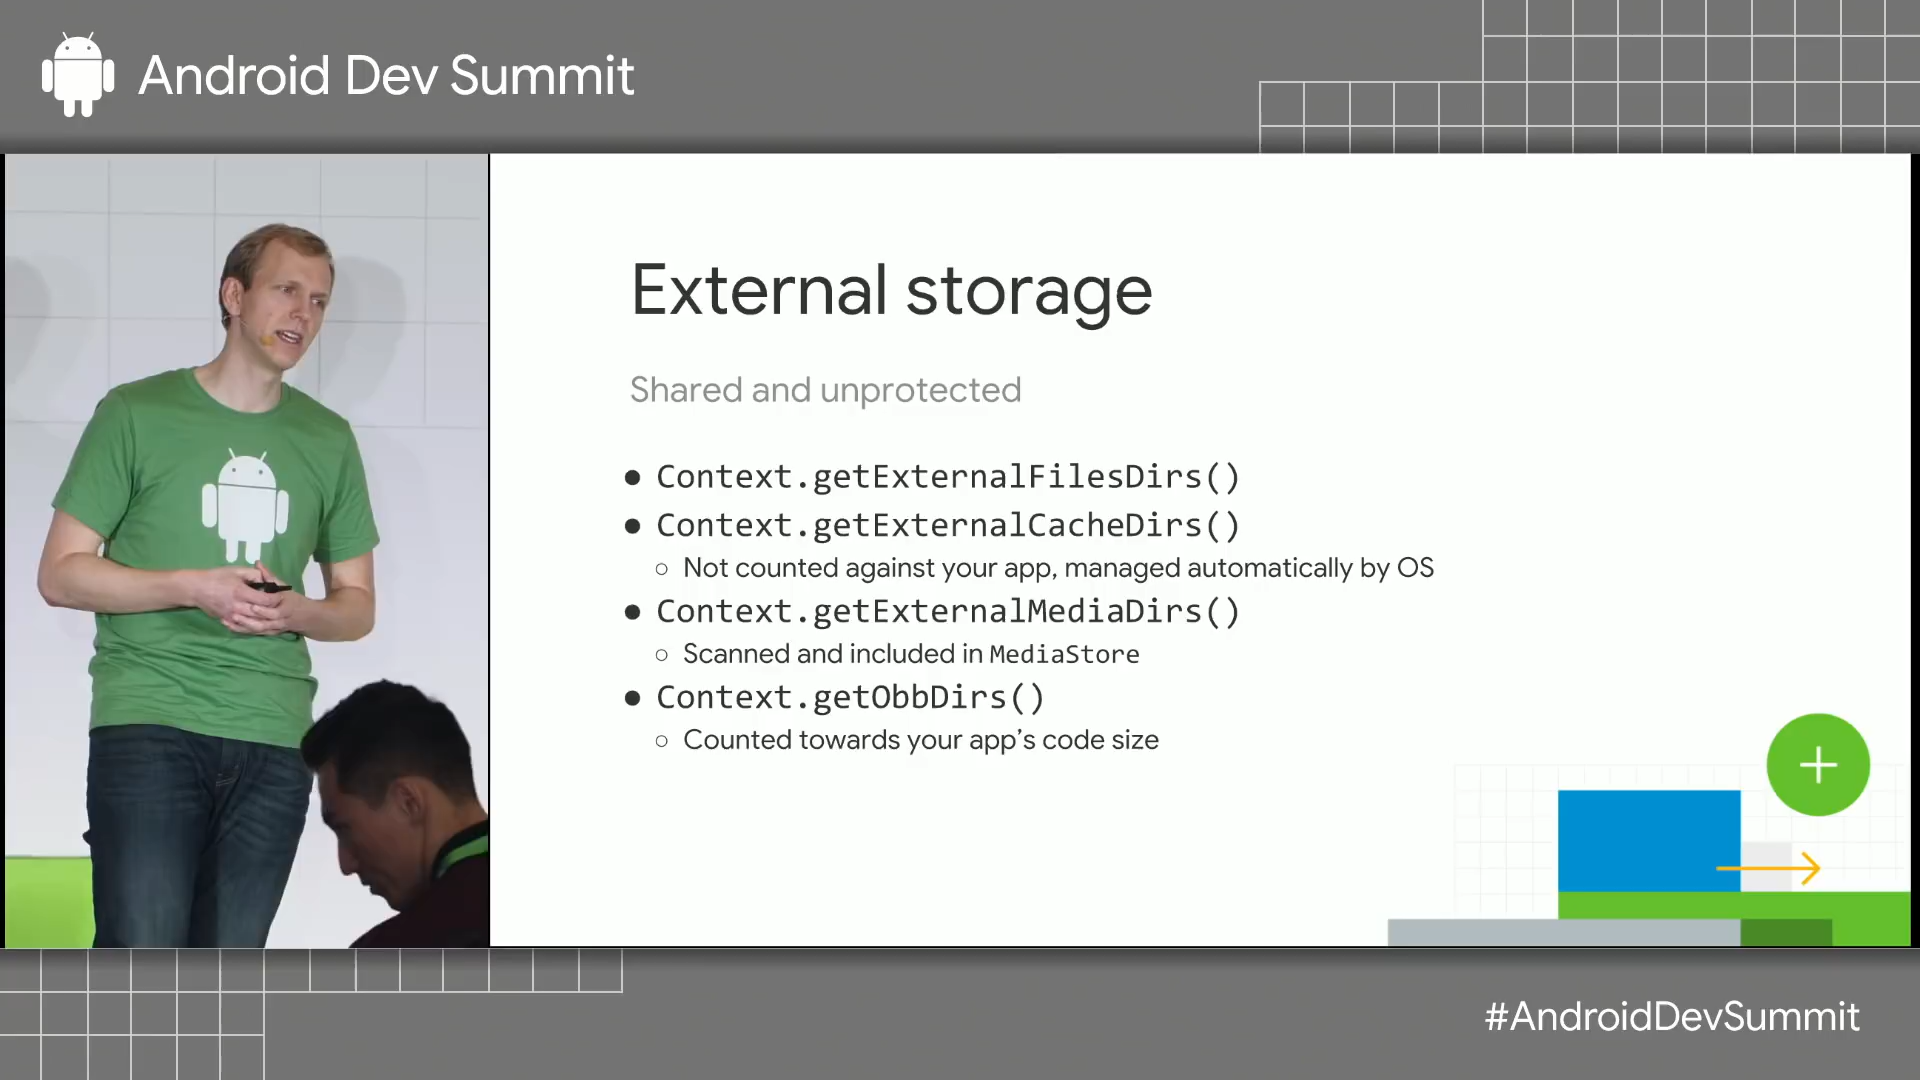 Android Dev Summit
External storage
Shared and unprotected
● Context.getExternalFilesDirs()
● Context.getExternalCacheDirs()
○ Not counted against your app, managed automatically by OS
● Context.getExternalMediaDirs()
○ Scanned and included in MediaStore
● Context.getObbDirs()
○ Counted towards your app’s code size
#AndroidDevSummit